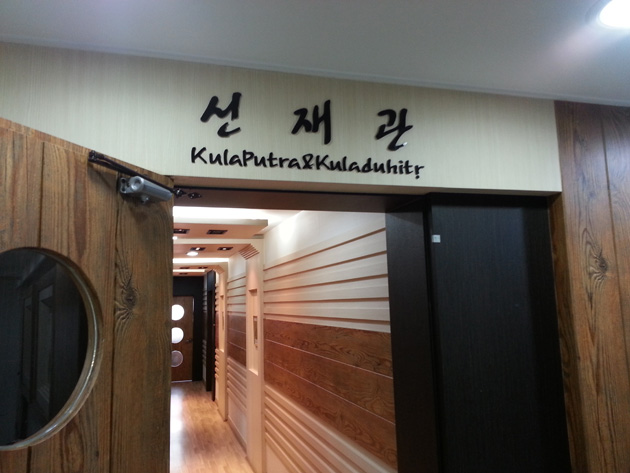 선 재 관
KulaPutra&Kuladuhitṛ